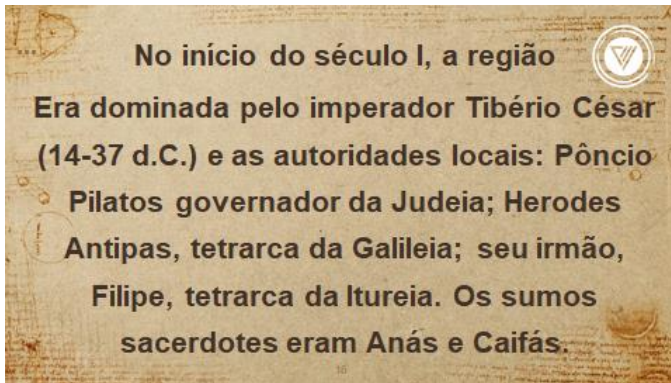 No início do século I, a região
Era dominada pelo imperador Tibério César
(14-37 d.C.) e as autoridades locais: Pôncio
Pilatos governador da Judeia; Herodes
Antipas, tetrarca da Galileia; seu irmão,
Filipe, tetrarca da Itureia. Os sumos
sacerdotes eram Anás e Caifás.
16